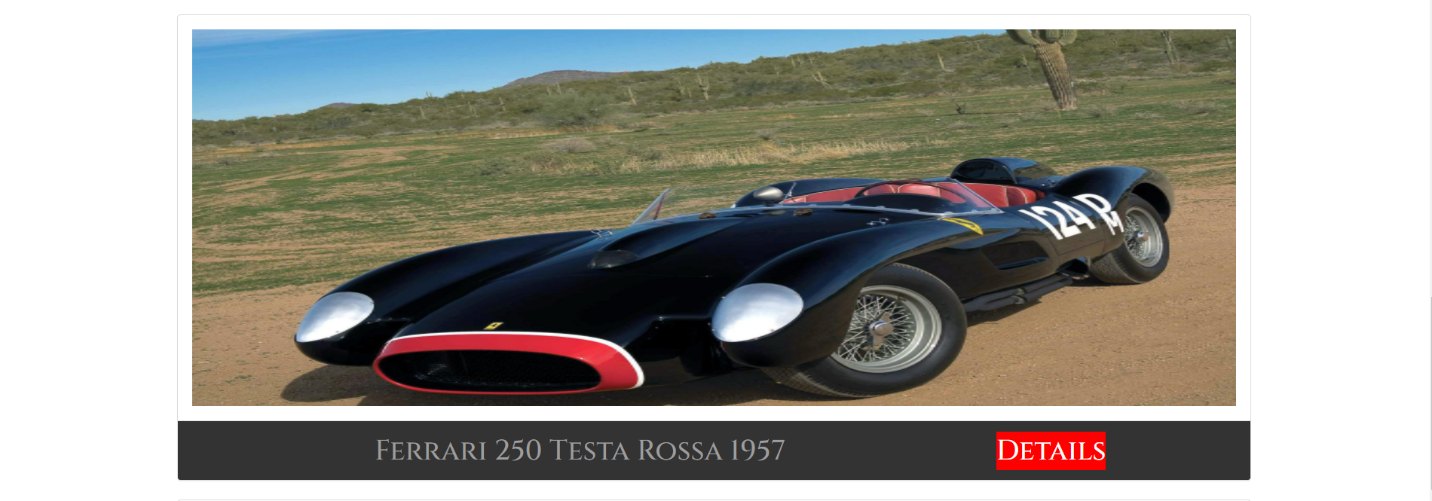 124 P
FERRARI 250 TESTA ROSSA 1957
DETAILS